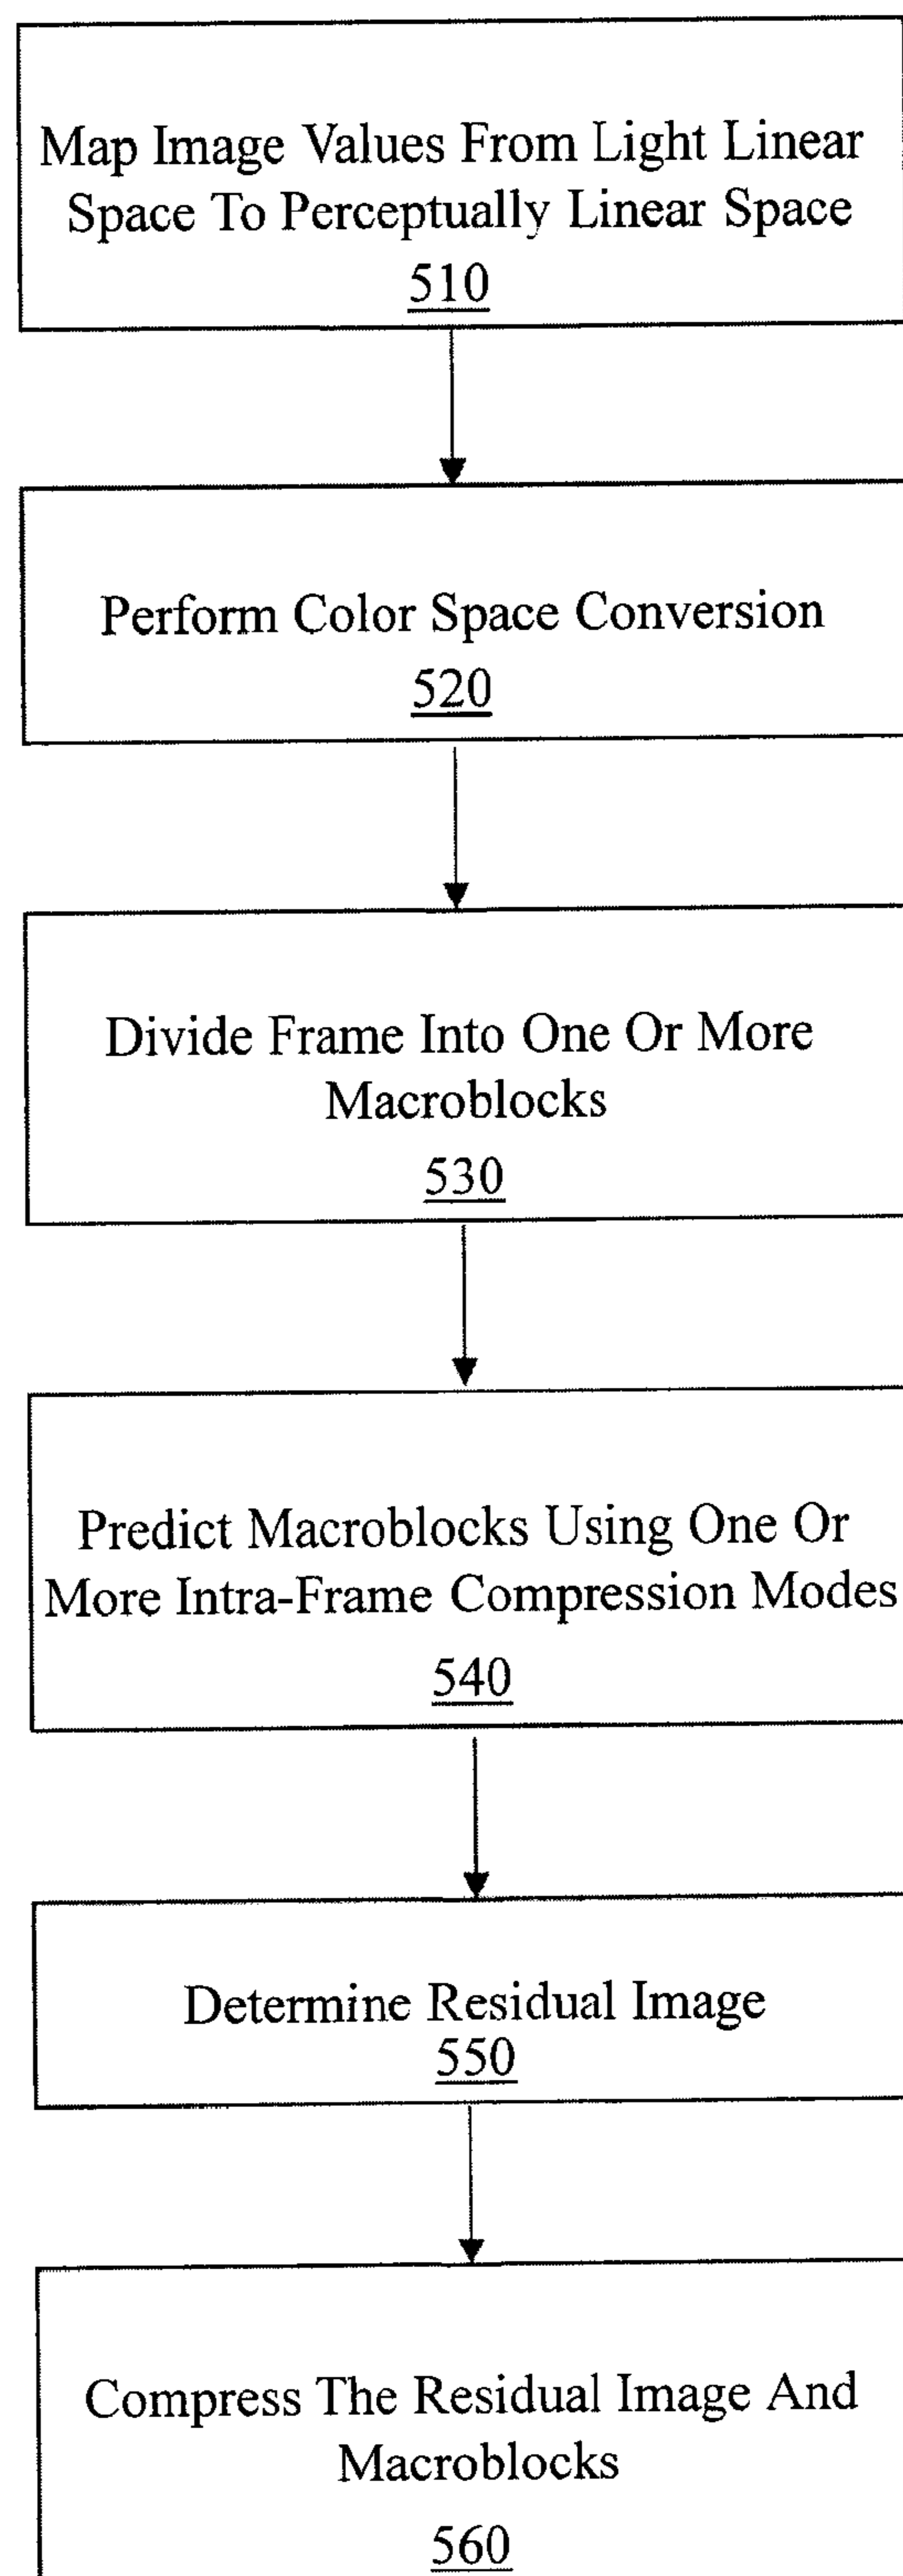 Map Image Values From Light Linear
Space To Perceptually Linear Space
510
Perform Color Space Conversion
520
Divide Frame Into One Or More
Macroblocks
530
Predict Macroblocks Using One Or
More Intra-Frame Compression Modes
540
Determine Residual Image
550
Compress The Residual Image And
Macroblocks
560